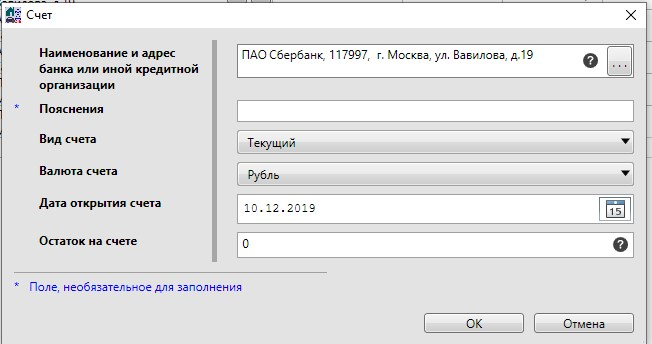 Счет
Наименование и адрес
банка или иной кредитной
организации
ПАО Сбербанк, 117997, г. Москва, ул. Вавилова, д.19
?
...
* Пояснения
Вид счета
Текущий
Валюта счета
Рубль
Дата открытия счета
10.12.2019
15
Остаток на счете
0
?
* Поле, необязательное для заполнения
OK
Отмена